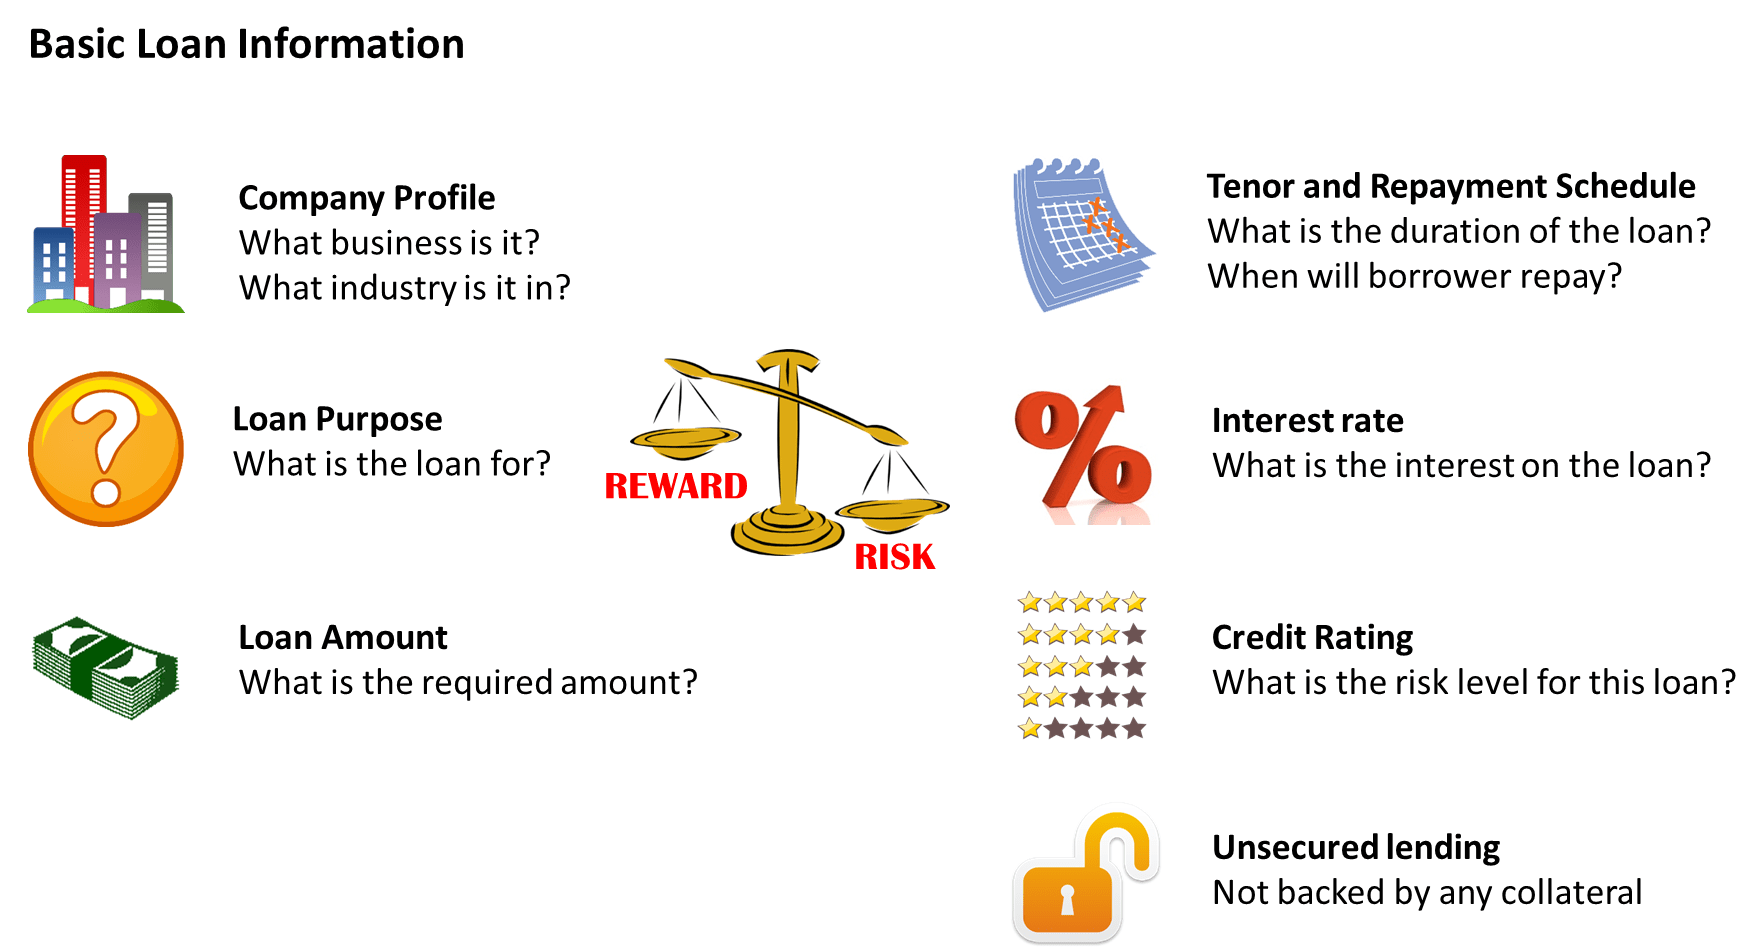 Basic Loan Information
Company Profile
What business is it?
What industry is it in?
Loan Purpose
What is the loan for?
Loan Amount
What is the required amount?
REWARD
RISK
Tenor and Repayment Schedule
What is the duration of the loan?
When will borrower repay?
Interest rate
What is the interest on the loan?
Credit Rating
What is the risk level for this loan?
Unsecured lending
Not backed by any collateral